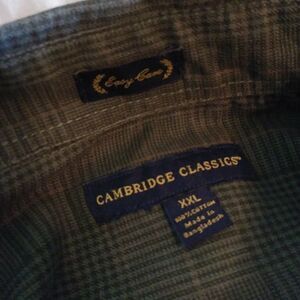 Easy Care
CAMBRIDGE CLASSICS
XXL
100% COTTON
Made in
Bangladesh